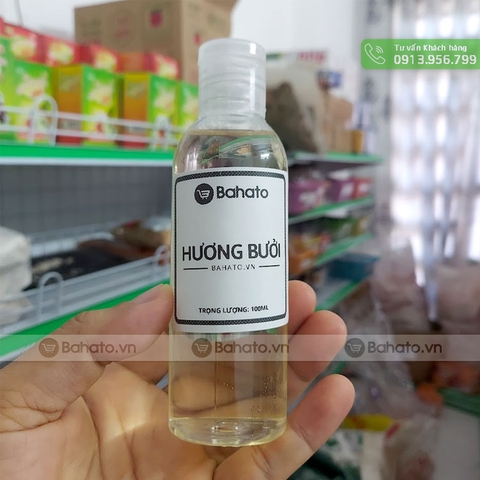 Tư vấn Khách hàng
0913.956.799
Bahato
HƯƠNG BƯỞI
BAHATO.VN
TRỌNG LƯỢNG: 100ML
Bahato.vn Bahato.vn Bahato.vn